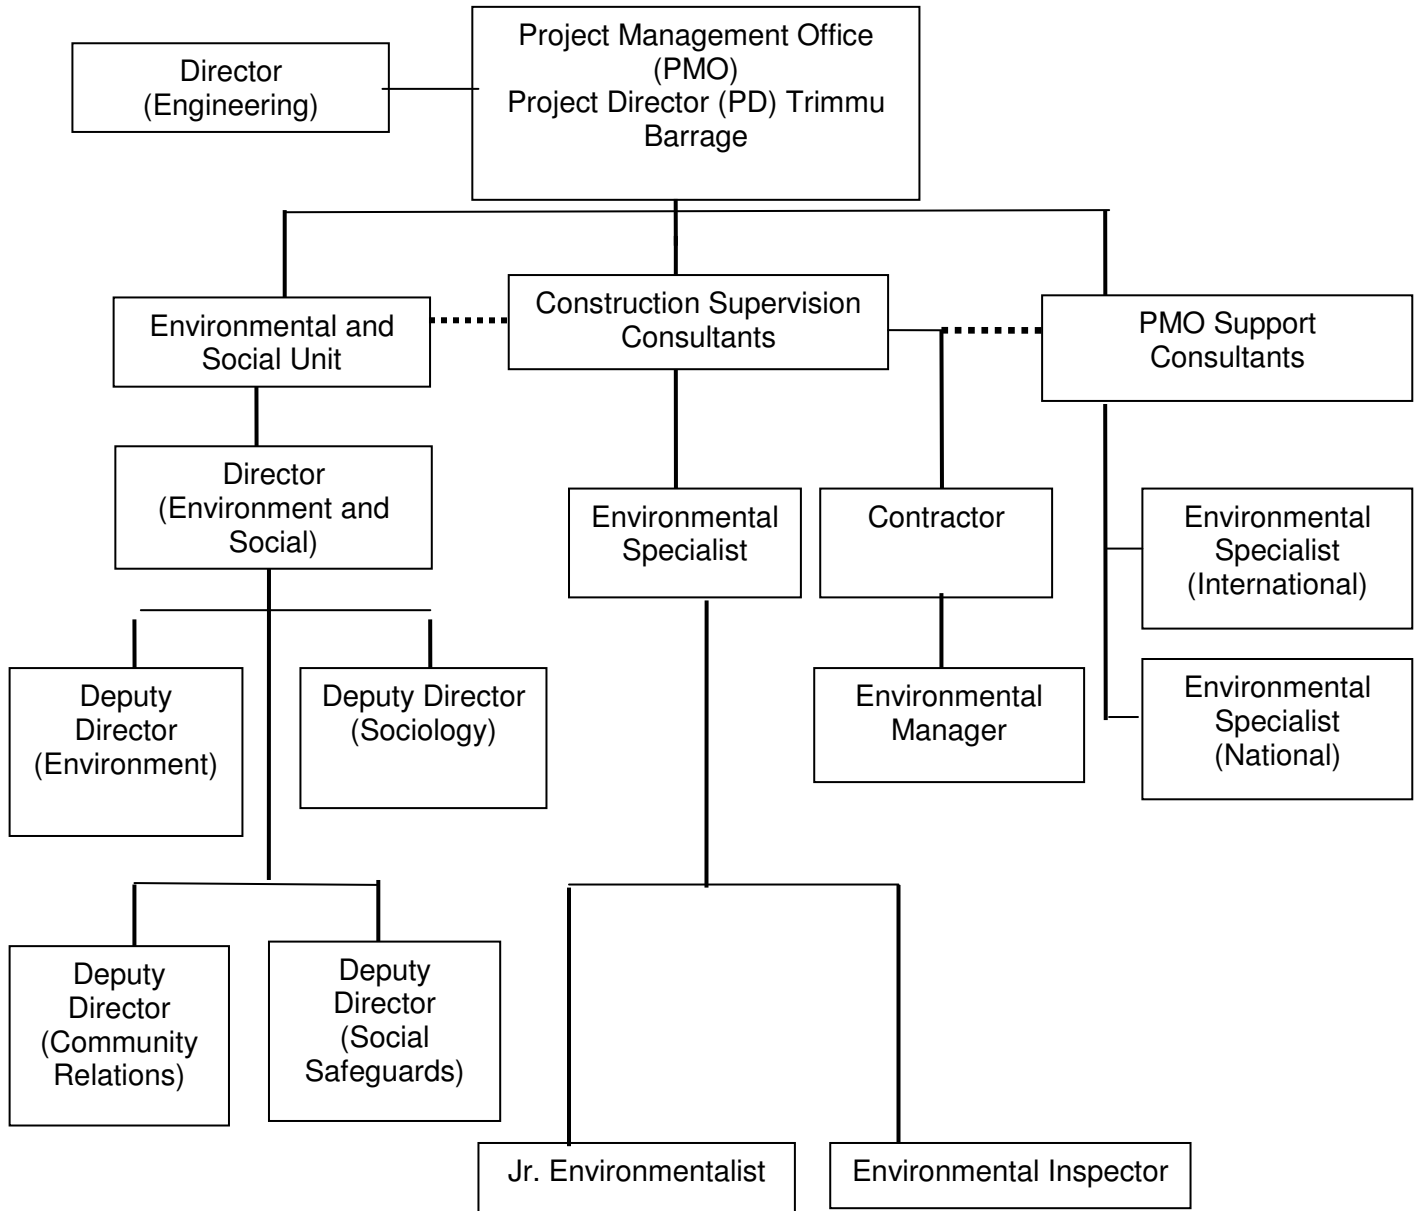 Project Management Office
(PMO)
Project Director (PD) Trimmu
Barrage
Director
(Engineering)
Environmental and
Social Unit
Construction Supervision
Consultants
PMO Support
Consultants
Director
(Environment and
Social)
Environmental
Specialist
Contractor
Environmental
Specialist
(International)
Deputy
Director
(Environment)
Deputy Director
(Sociology)
Environmental
Manager
Environmental
Specialist
(National)
Deputy
Director
(Community
Relations)
Deputy
Director
(Social
Safeguards)
Jr. Environmentalist
Environmental Inspector